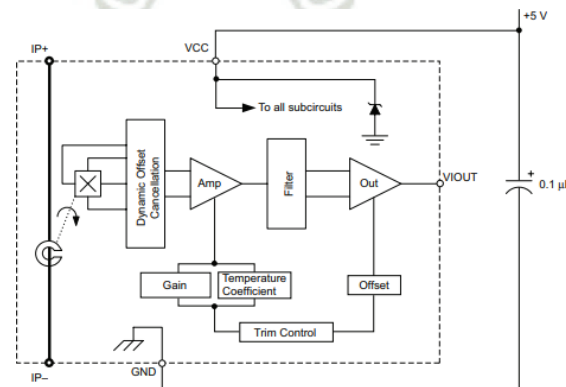 +5 V
IP+
VCC
To all subcircuits
Dynamic Offset
Cancellation
Amp
Filter
Out
VIOUT
0.1 μ
+
Gain
Temperature
Coefficient
Offset
Trim Control
GND
IP–